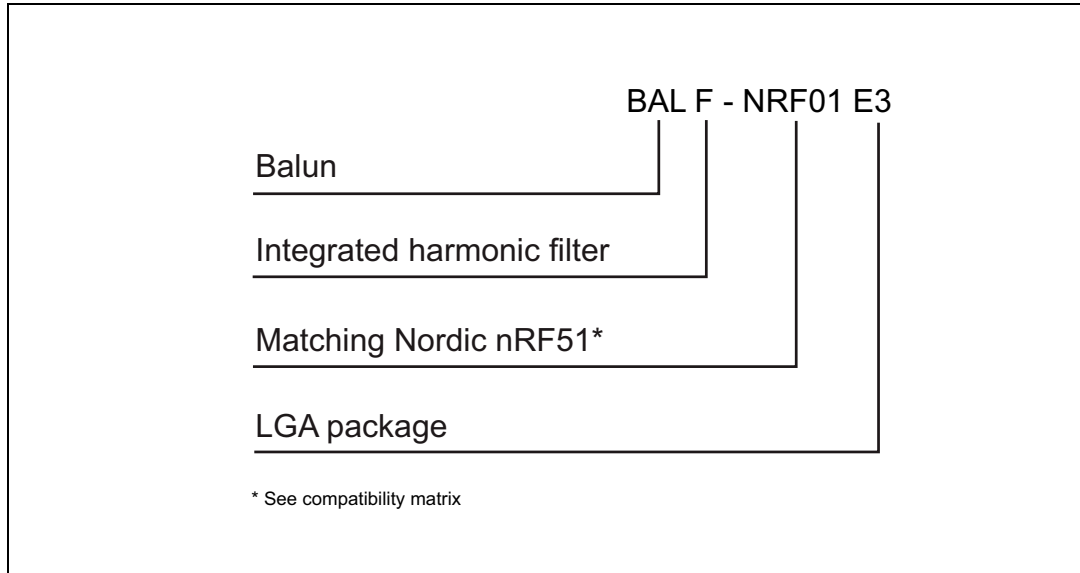 BAL F - NRF01 E3
Balun
Integrated harmonic filter
Matching Nordic nRF51*
LGA package
* See compatibility matrix